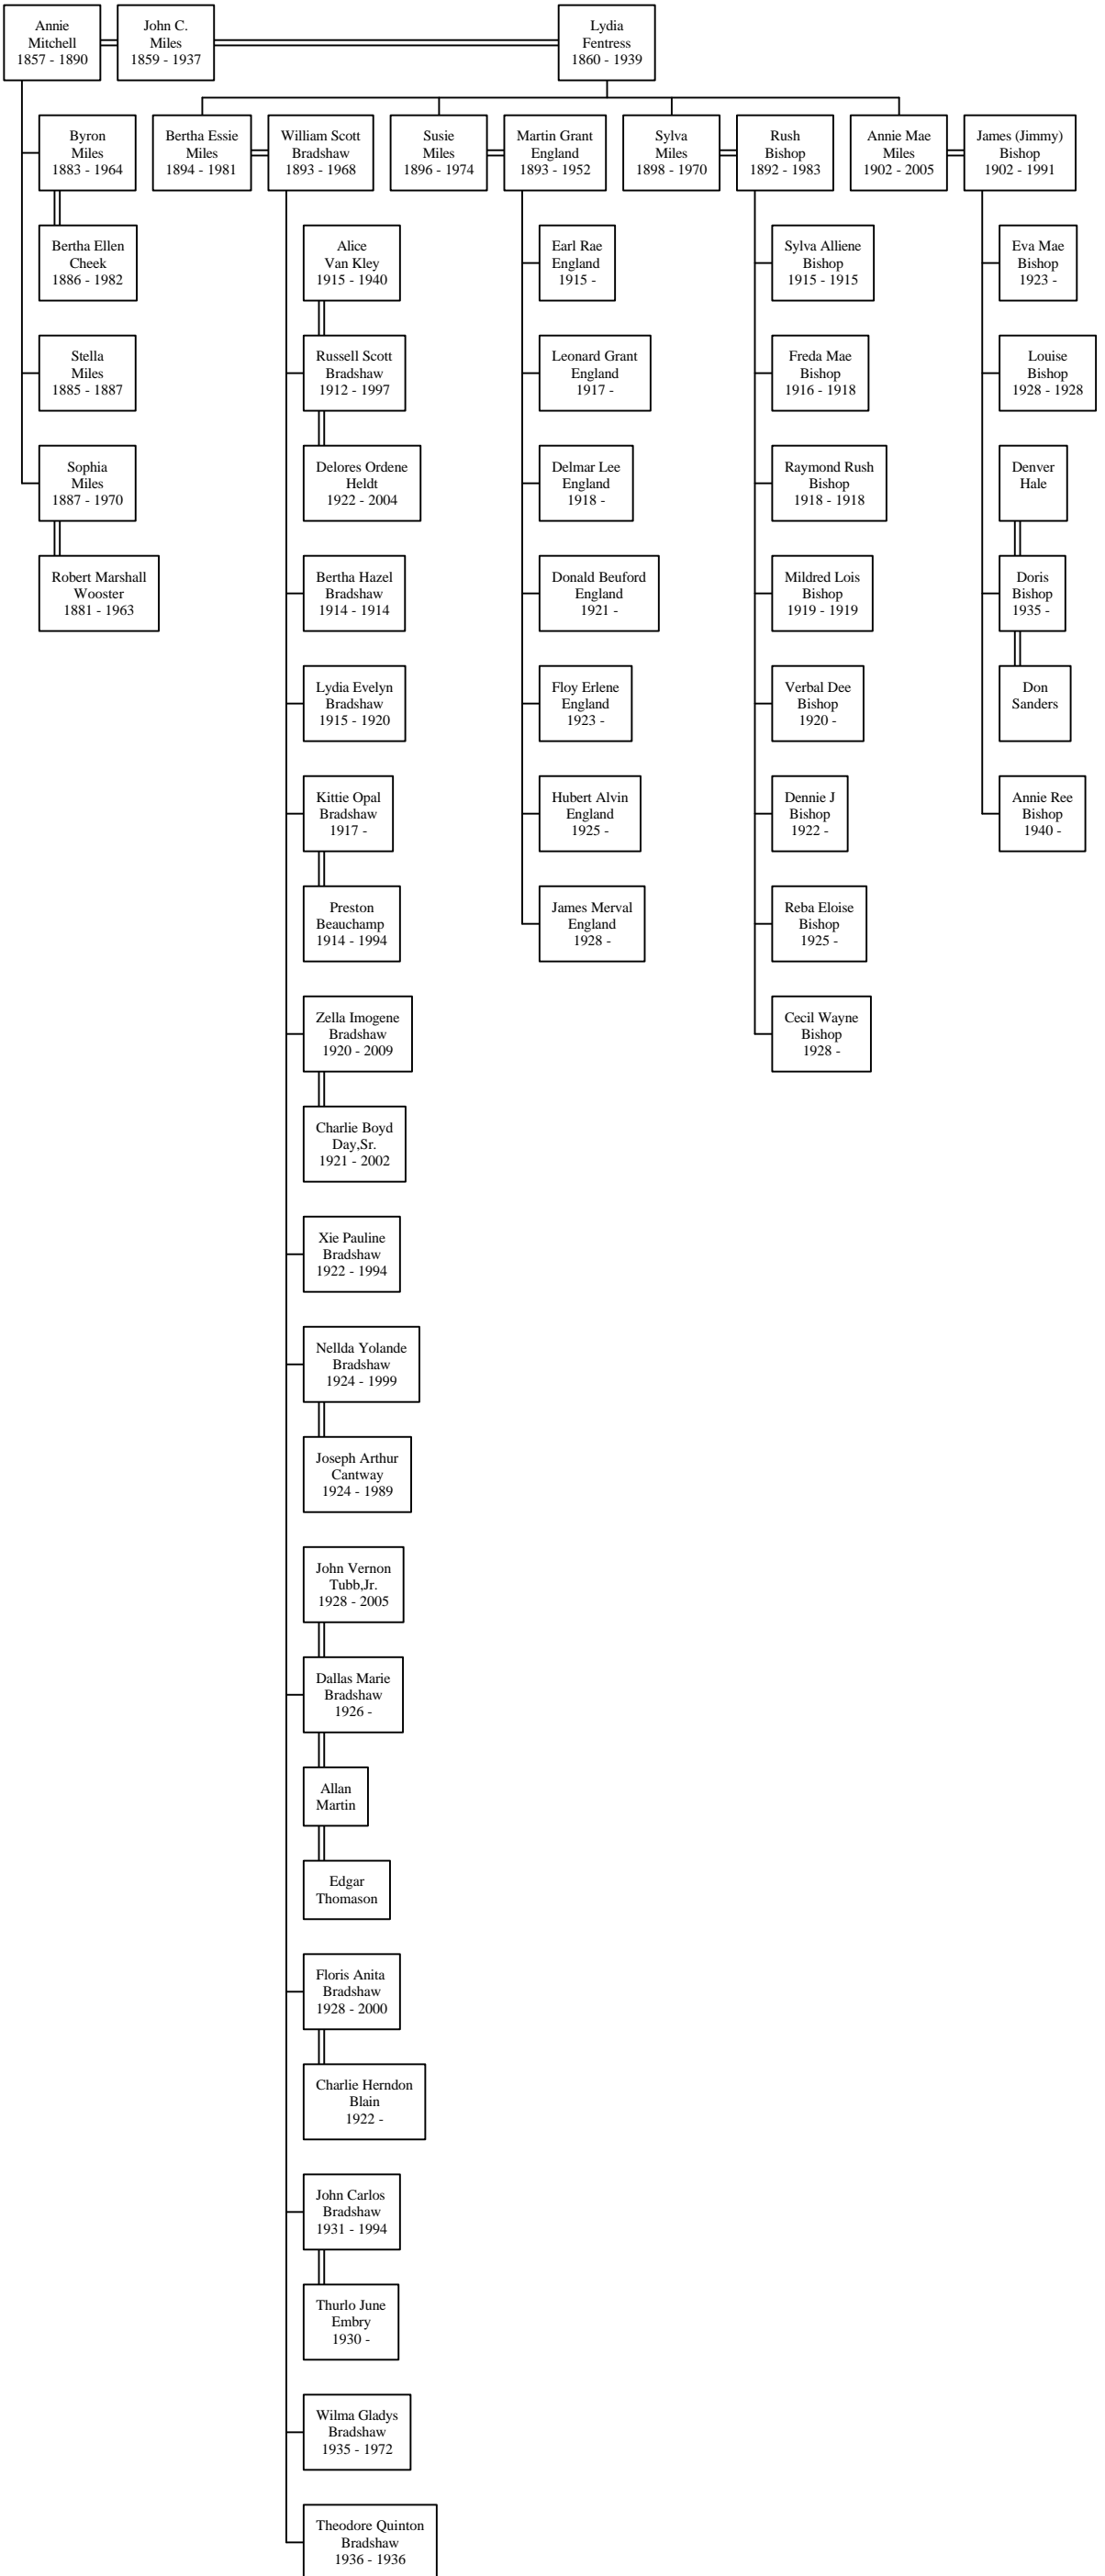 Annie
Mitchell
1857 - 1890
John C.
Miles
1859 - 1937
Lydia
Fentress
1860 - 1939
Byron
Miles
1883 - 1964
Bertha Essie
Miles
1894 - 1981
William Scott
Bradshaw
1893 - 1968
Susie
Miles
1896 - 1974
Martin Grant
England
1893 - 1952
Sylva
Miles
1898 - 1970
Rush
Bishop
1892 - 1983
Annie Mae
Miles
1902 - 2005
James (Jimmy)
Bishop
1902 - 1991
Bertha Ellen
Cheek
1886 - 1982
Stella
Miles
1885 - 1887
Sophia
Miles
1887 - 1970
Robert Marshall
Wooster
1881 - 1963
Alice
Van Kley
1915 - 1940
Russell Scott
Bradshaw
1912 - 1997
Delores Ordene
Heldt
1922 - 2004
Bertha Hazel
Bradshaw
1914 - 1914
Lydia Evelyn
Bradshaw
1915 - 1920
Kittie Opal
Bradshaw
1917 -
Preston
Beauchamp
1914 - 1994
Zella Imogene
Bradshaw
1920 - 2009
Charlie Boyd
Day,Sr.
1921 - 2002
Xie Pauline
Bradshaw
1922 - 1994
Nellda Yolande
Bradshaw
1924 - 1999
Joseph Arthur
Cantway
1924 - 1989
John Vernon
Tubb,Jr.
1928 - 2005
Dallas Marie
Bradshaw
1926 -
Allan
Martin
Edgar
Thomason
Floris Anita
Bradshaw
1928 - 2000
Charlie Herndon
Blain
1922 -
John Carlos
Bradshaw
1931 - 1994
Thurlo June
Embry
1930 -
Wilma Gladys
Bradshaw
1935 - 1972
Theodore Quinton
Bradshaw
1936 - 1936
Earl Rae
England
1915 -
Leonard Grant
England
1917 -
Delmar Lee
England
1918 -
Donald Beuford
England
1921 -
Floy Erlene
England
1923 -
Hubert Alvin
England
1925 -
James Merval
England
1928 -
Sylva Alliene
Bishop
1915 - 1915
Freda Mae
Bishop
1916 - 1918
Raymond Rush
Bishop
1918 - 1918
Mildred Lois
Bishop
1919 - 1919
Verbal Dee
Bishop
1920 -
Dennie J
Bishop
1922 -
Reba Eloise
Bishop
1925 -
Cecil Wayne
Bishop
1928 -
Eva Mae
Bishop
1923 -
Louise
Bishop
1928 - 1928
Denver
Hale
Doris
Bishop
1935 -
Don
Sanders
Annie Ree
Bishop
1940 -